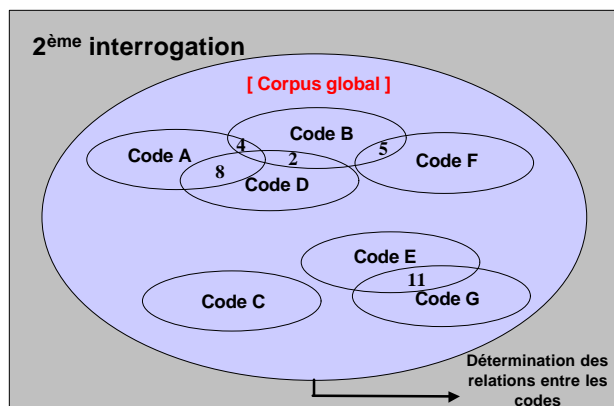 2ème interrogation
[ Corpus global ]
Code B
4
5
Code A
2
Code F
8
Code D
Code E
11
Code C
Code G
Détermination des
relations entre les
codes